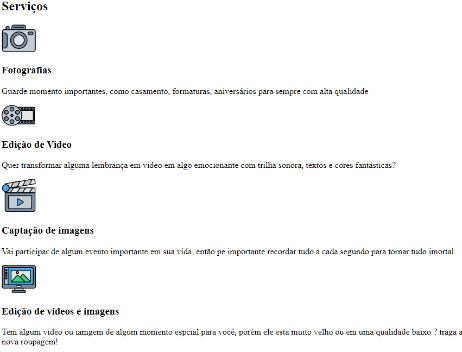 Serviços
Fotografias
Guarde momento importantes, como casamento, formaturas, aniversários para sempre com alta qualidade
Edição de Video
Quer transformar alguma lembrança em video em algo emocionante com trilha sonora, textos e cores fantásticas?
Captação de imagens
Vai participar de algum evento importante em sua vida, então pe importante recordar tudo a cada segundo para tornar tudo imortal
Edição de videos e imagens
Tem algum video ou iamgem de algum momento espcial para você, porém ele esta muito velho ou em uma qualidade baixo ? traga a
nova roupagem!